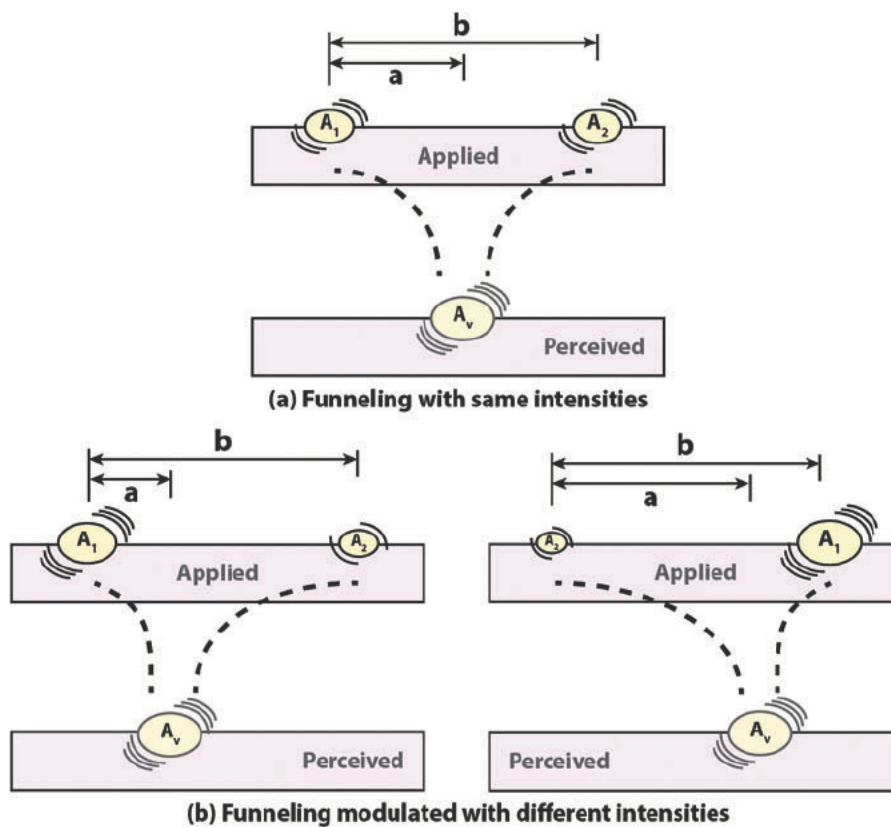 b
a
A1 A2
Applied
Av
Perceived
(a) Funneling with same intensities
b
a
A1 A2
Applied
Av
Perceived
b
a
A2 A1
Applied
Av
Perceived
(b) Funneling modulated with different intensities